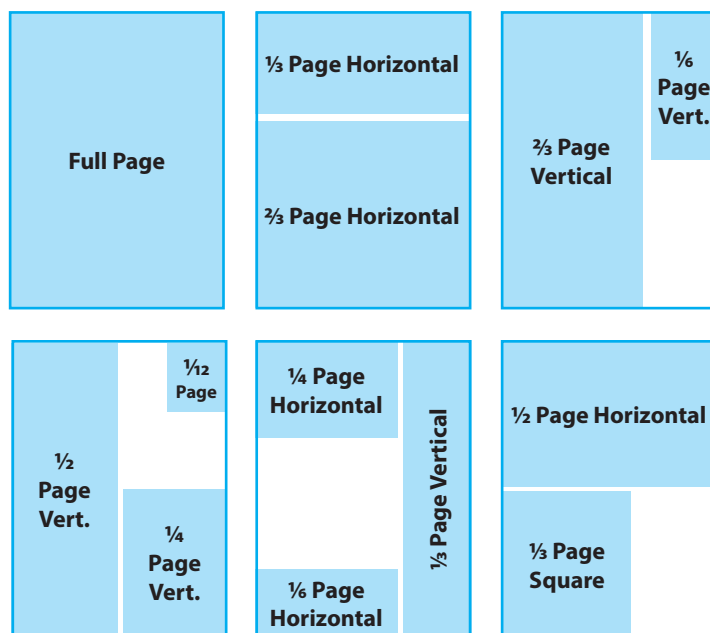 Full Page
⅓ Page Horizontal
⅔ Page Horizontal
⅔ Page
Vertical
⅙
Page
Vert.
½
Page
Vert.
1⁄12
Page
¼
Page
Vert.
¼ Page
Horizontal
⅙ Page
Horizontal
⅓ Page Vertical
½ Page Horizontal
⅓ Page
Square